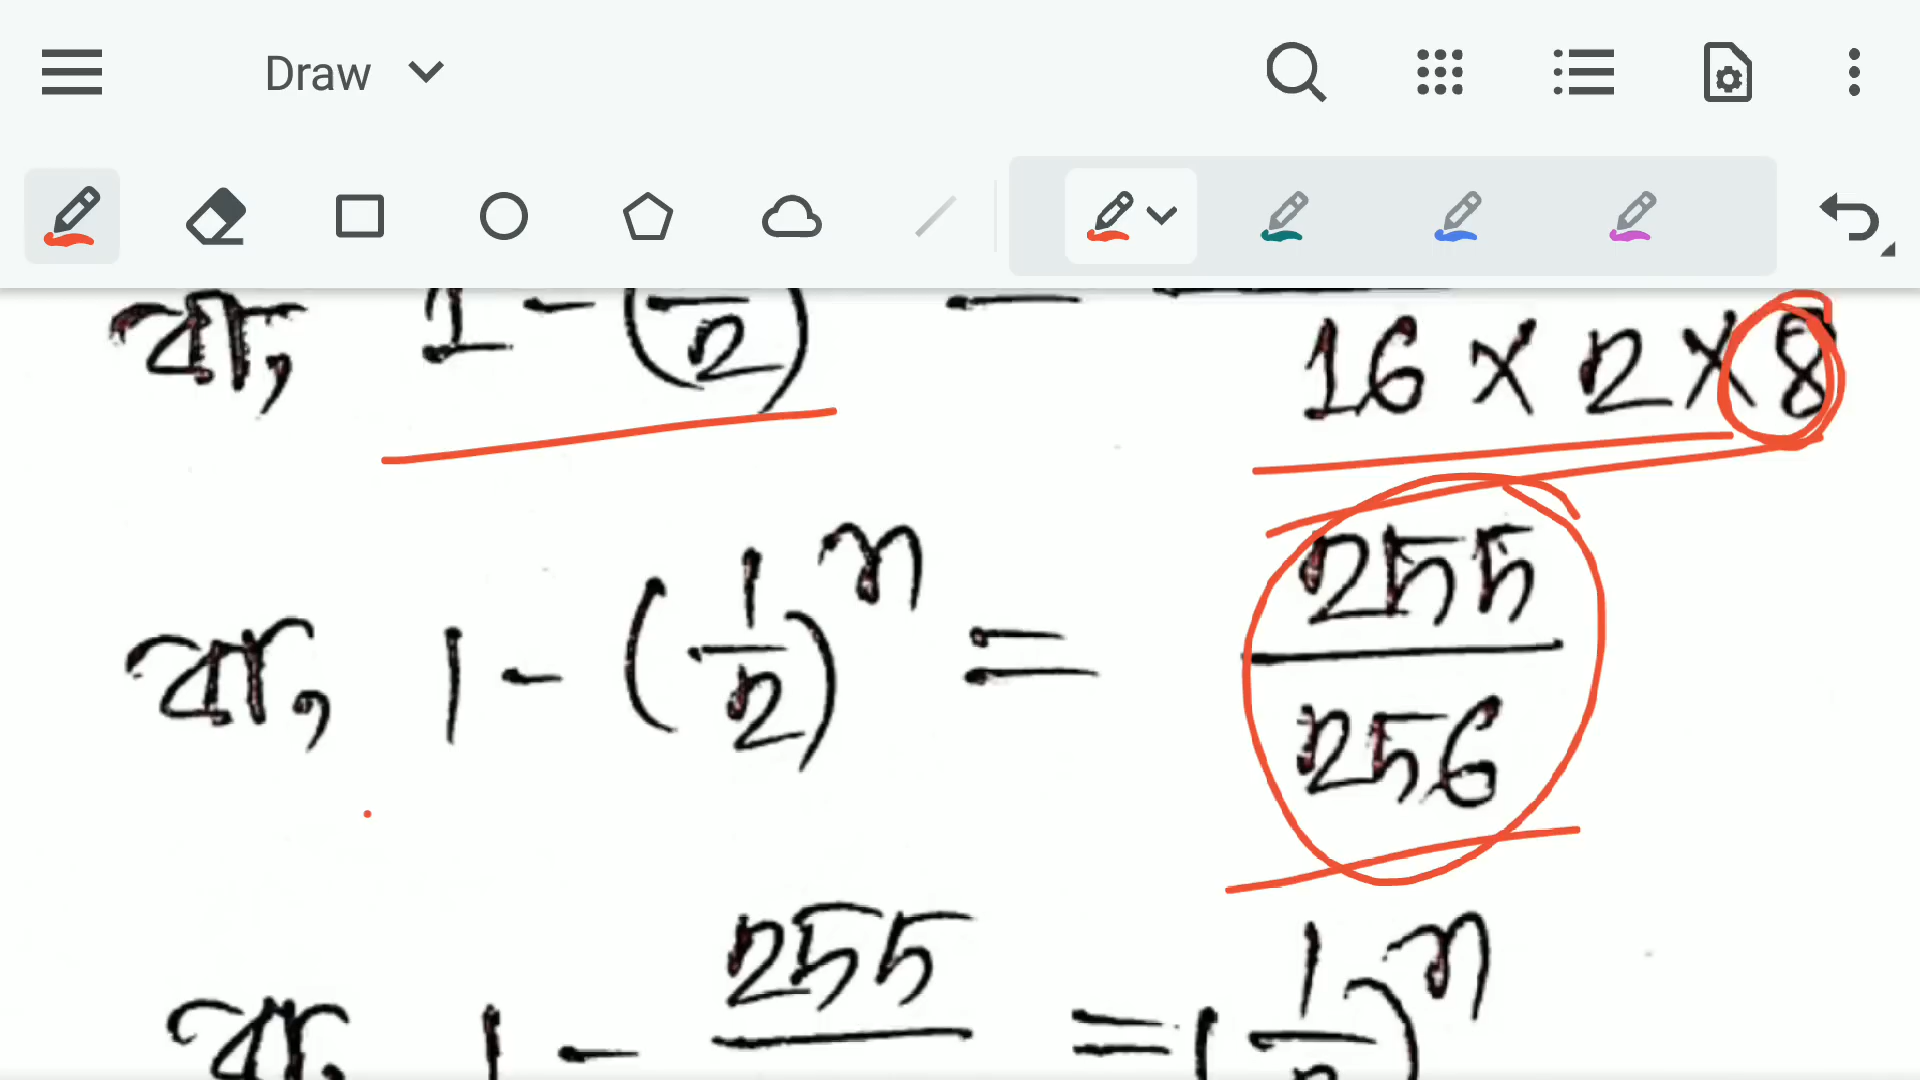 Draw
या, 1 - (/2) = 16 × 2 × 8
या, 1 - (1/2)^n = 255/256
या, 1 - 255/ = (1/2)^n